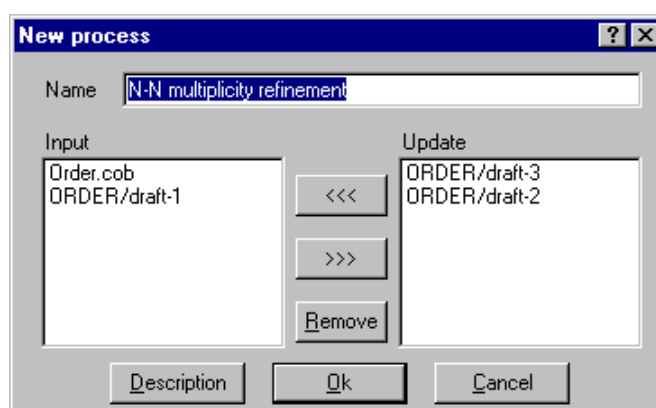 New process
Name N-N multiplicity refinement
Input Update
Order.cob
ORDER/draft-1
ORDER/draft-3
ORDER/draft-2
<<<
>>>
Remove
Description Ok Cancel